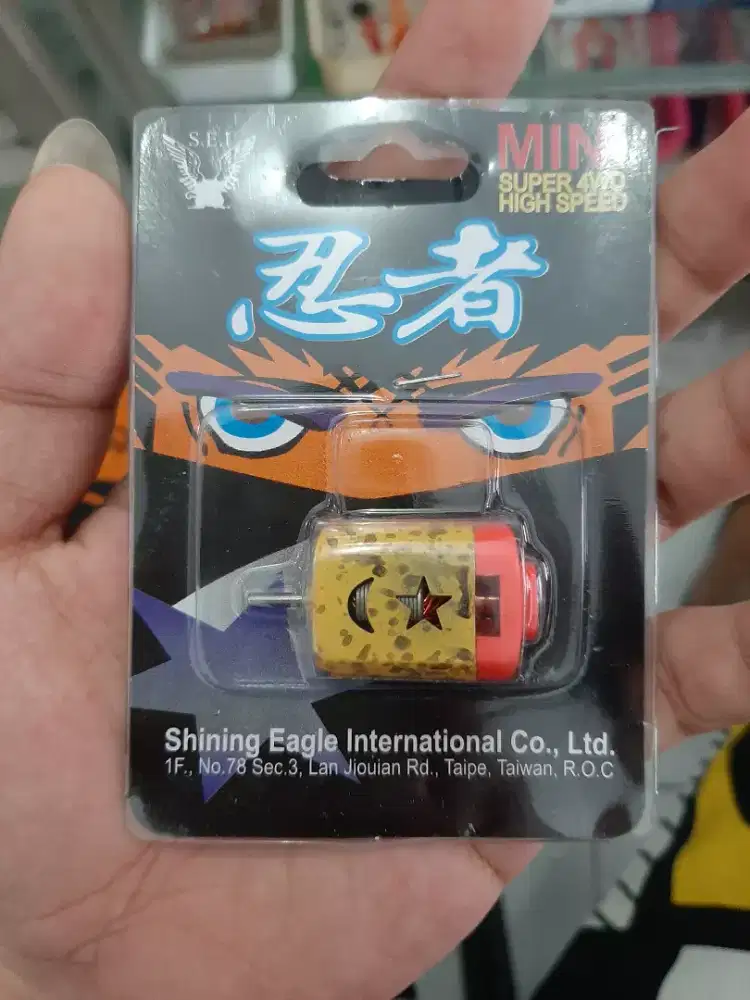 S.E.I.
MINI
SUPER 4WD
HIGH SPEED
忍者
Shining Eagle International Co., Ltd.
1F., No.78 Sec.3, Lan Jiouian Rd., Taipe, Taiwan, R.O.C